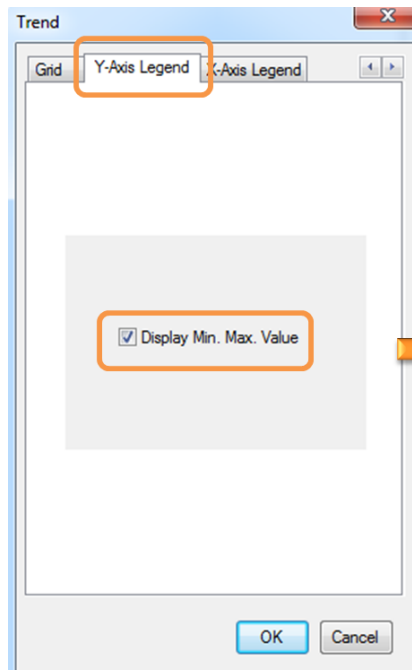 Trend
Grid Y-Axis Legend X-Axis Legend
Display Min. Max. Value
OK Cancel